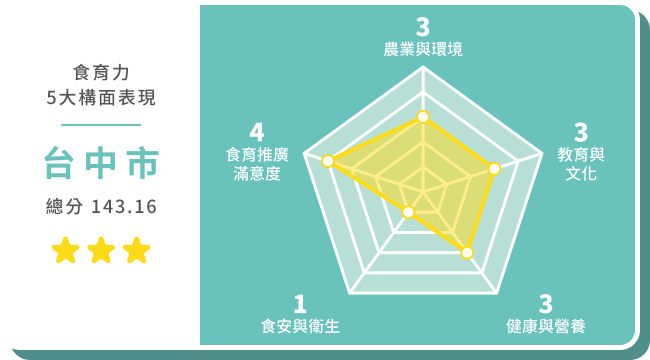 食育力
5大構面表現
台中市
總分 143.16
3
農業與環境
3
教育與
文化
3
健康與營養
1
食安與衛生
4
食育推廣
滿意度